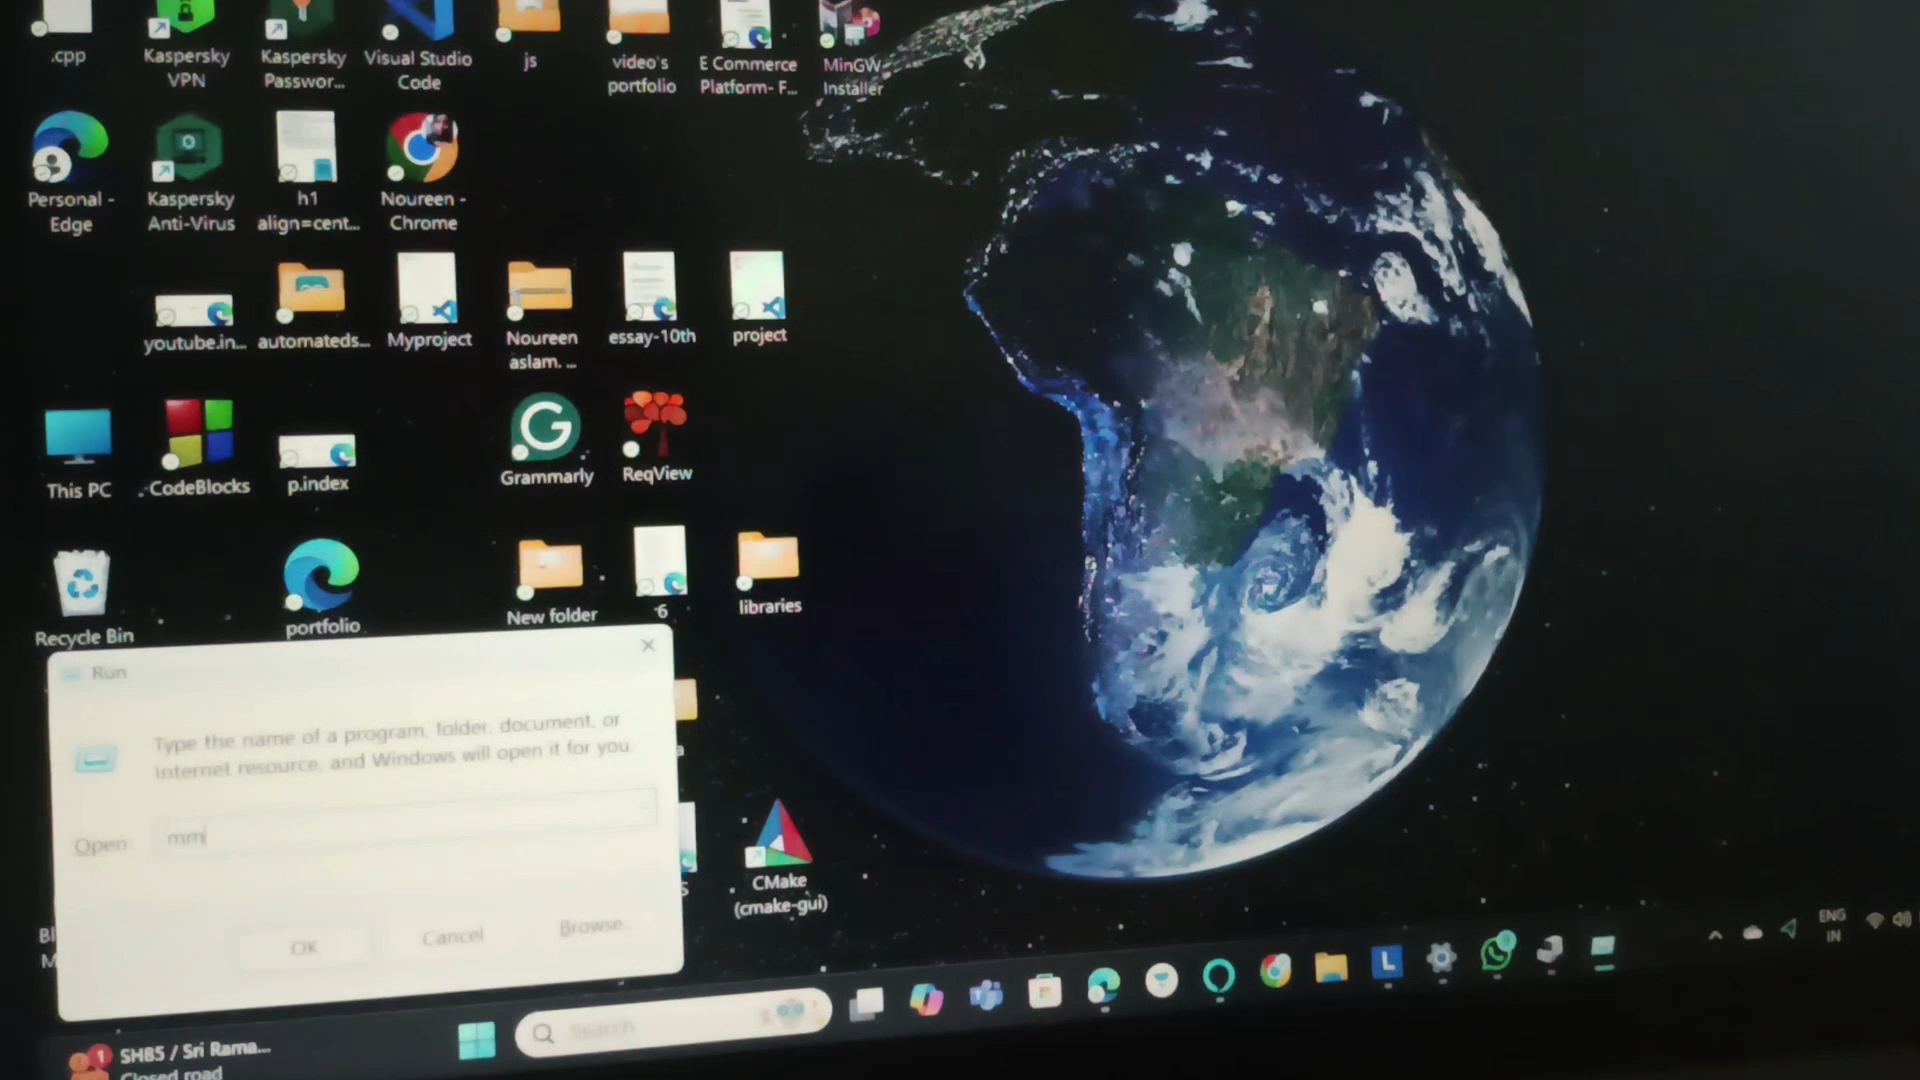 .cpp
Kaspersky
VPN
Kaspersky
Passwor...
Visual Studio
Code
js
video's
portfolio
E Commerce
Platform- F...
MinGW
Installer
Personal -
Edge
Kaspersky
Anti-Virus
h1
align=cent...
Noureen -
Chrome
youtube.in...
automateds...
Myproject
Noureen
aslam. ...
essay-10th
project
This PC
CodeBlocks
p.index
Grammarly
ReqView
Recycle Bin
portfolio
New folder
6
libraries
Run
Type the name of a program, folder, document, or
Internet resource, and Windows will open it for you.
Open:
mm
OK
Cancel
Browse...
CMake
(cmake-gui)
SH85 / Sri Rama...
Closed road
Search
ENG
IN